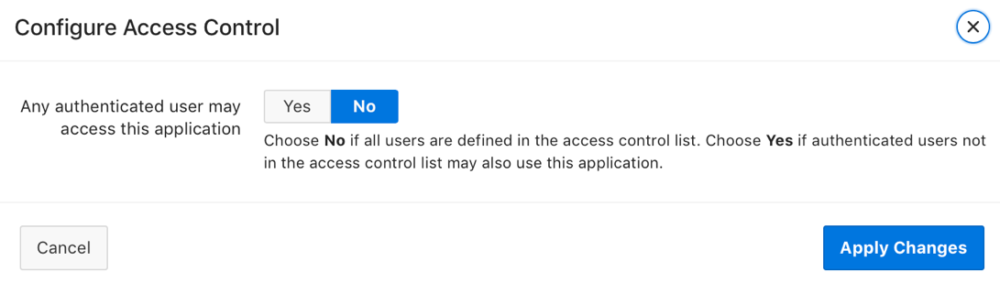 Configure Access Control
Any authenticated user may
access this application
Yes
No
Choose No if all users are defined in the access control list. Choose Yes if authenticated users not
in the access control list may also use this application.
Cancel
Apply Changes